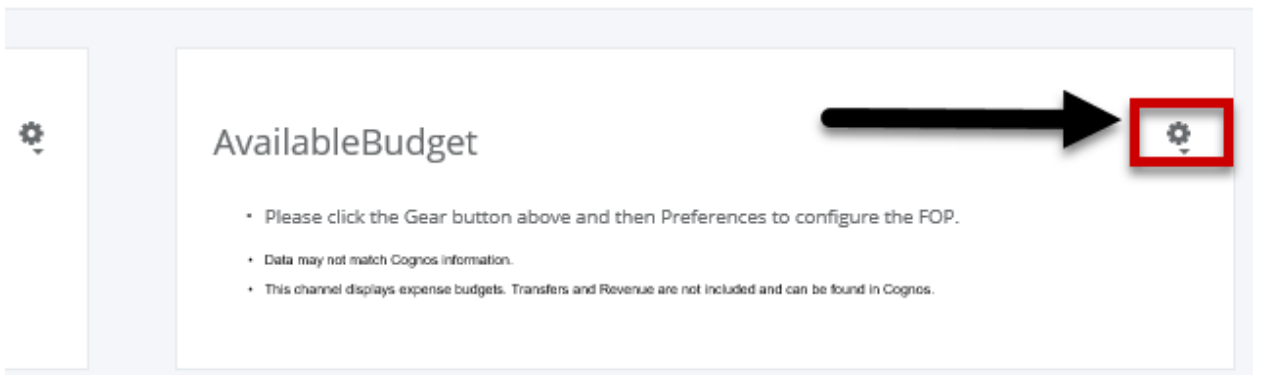 AvailableBudget
• Please click the Gear button above and then Preferences to configure the FOP.
• Data may not match Cognos information.
• This channel displays expense budgets. Transfers and Revenue are not included and can be found in Cognos.